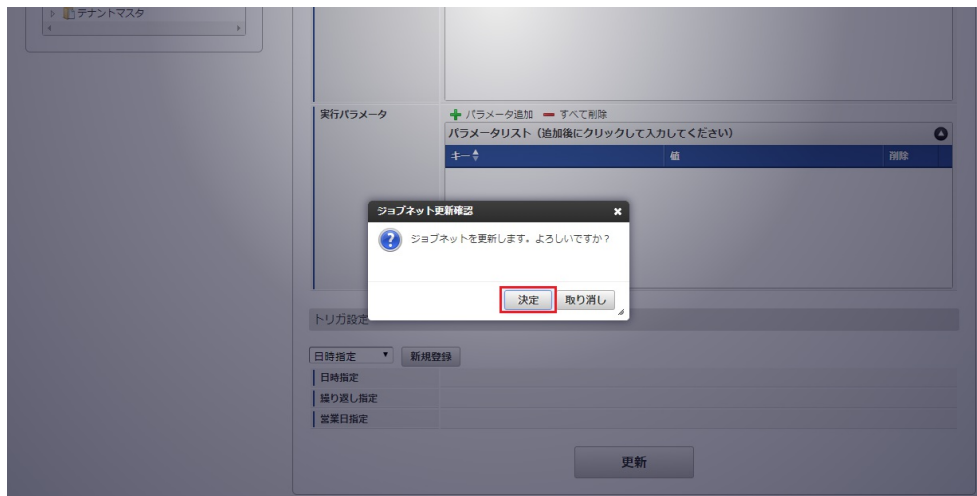 テナントマスタ
実行パラメータ
パラメータ追加 すべて削除
パラメータリスト（追加後にクリックして入力してください）
キー 値 削除
ジョブネット更新確認
ジョブネットを更新します。よろしいですか？
決定 取り消し
トリガ設定
日時指定 新規登録
日時指定
繰り返し指定
営業日指定
更新